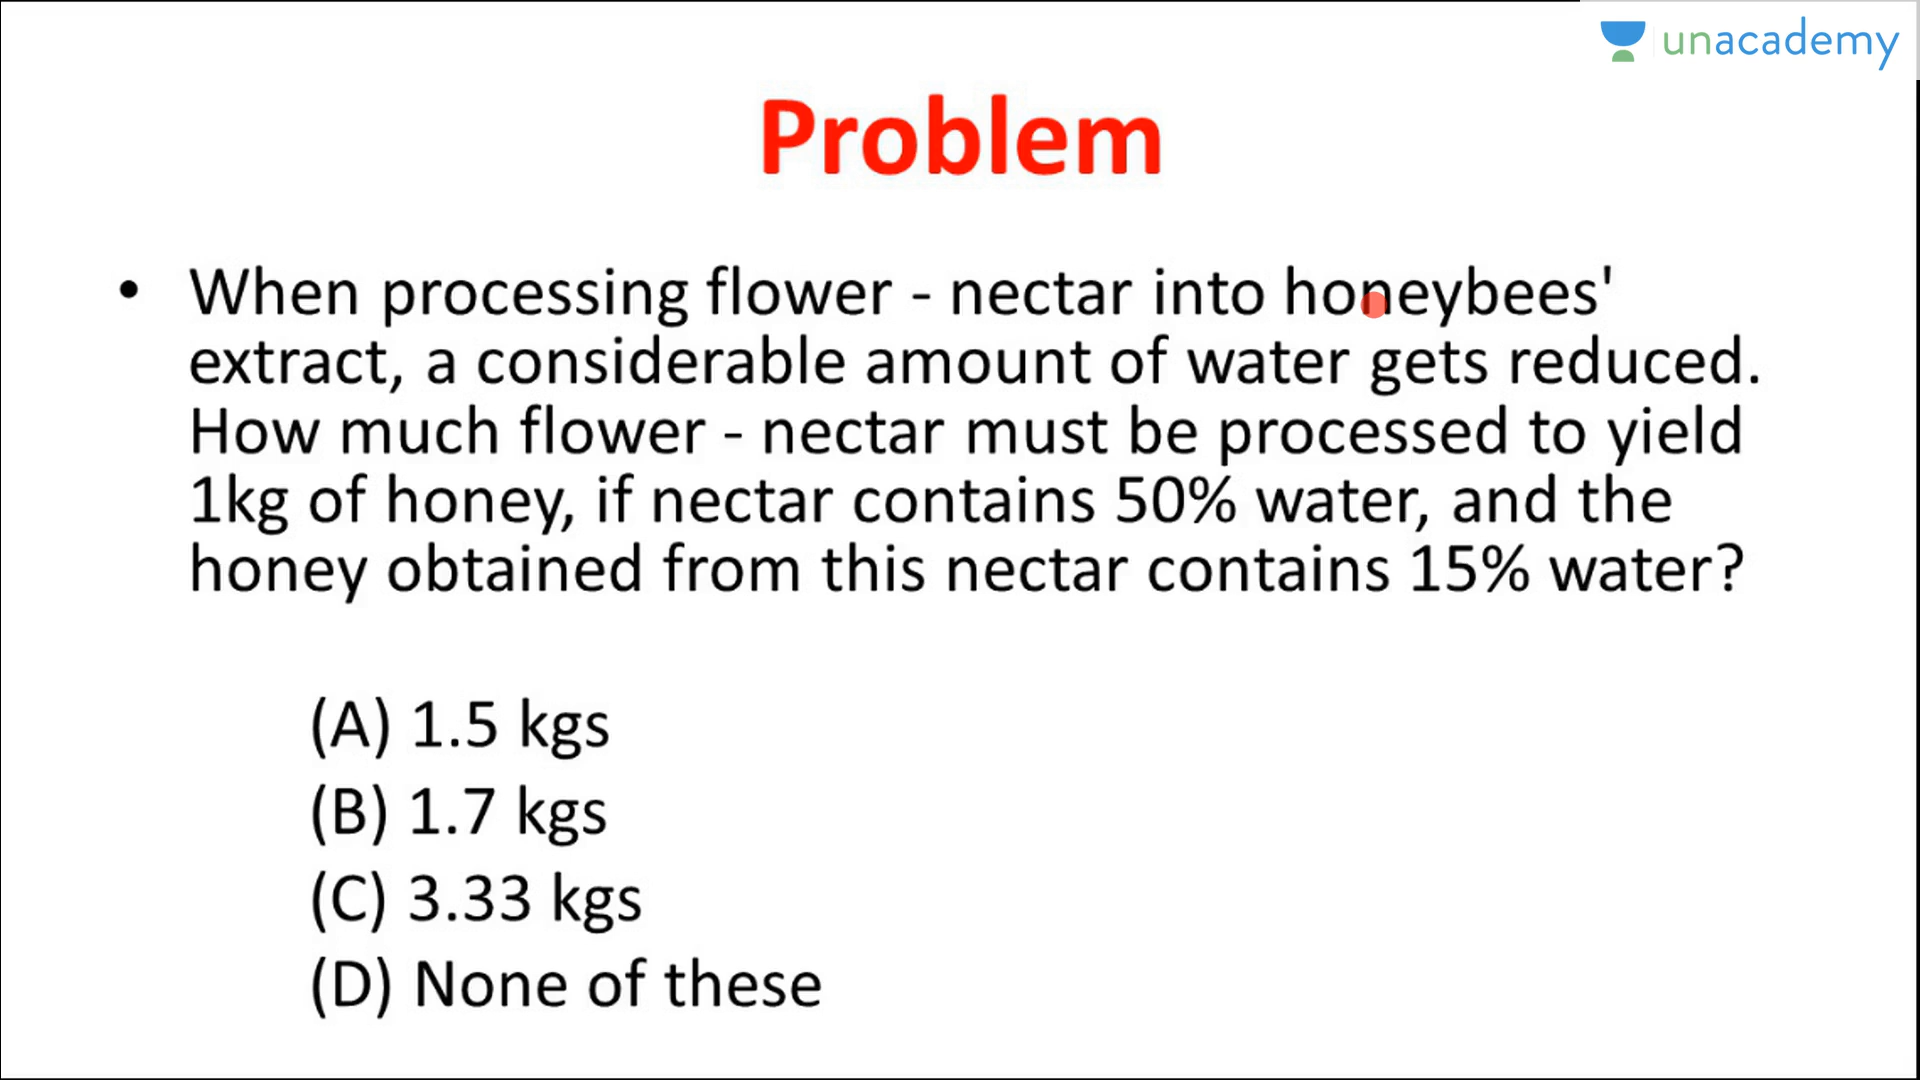 unacademy
Problem
• When processing flower - nectar into honeybees'
extract, a considerable amount of water gets reduced.
How much flower - nectar must be processed to yield
1kg of honey, if nectar contains 50% water, and the
honey obtained from this nectar contains 15% water?
(A) 1.5 kgs
(B) 1.7 kgs
(C) 3.33 kgs
(D) None of these